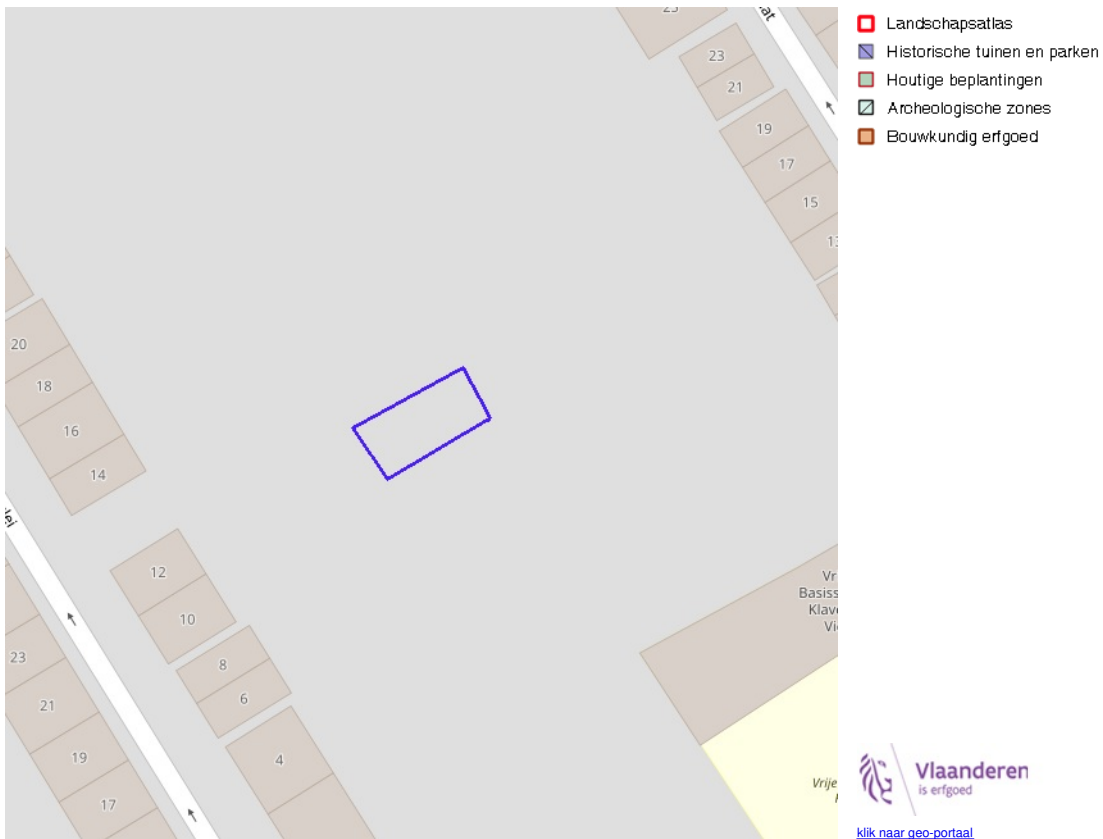 23
21
19
17
15
20
18
16
14
12
10
8
6
4
23
21
19
17
Landschapsatlas
Historische tuinen en parken
Houtige beplantingen
Archeologische zones
Bouwkundig erfgoed
Vlaanderen
is erfgoed
klik naar geo-portaal